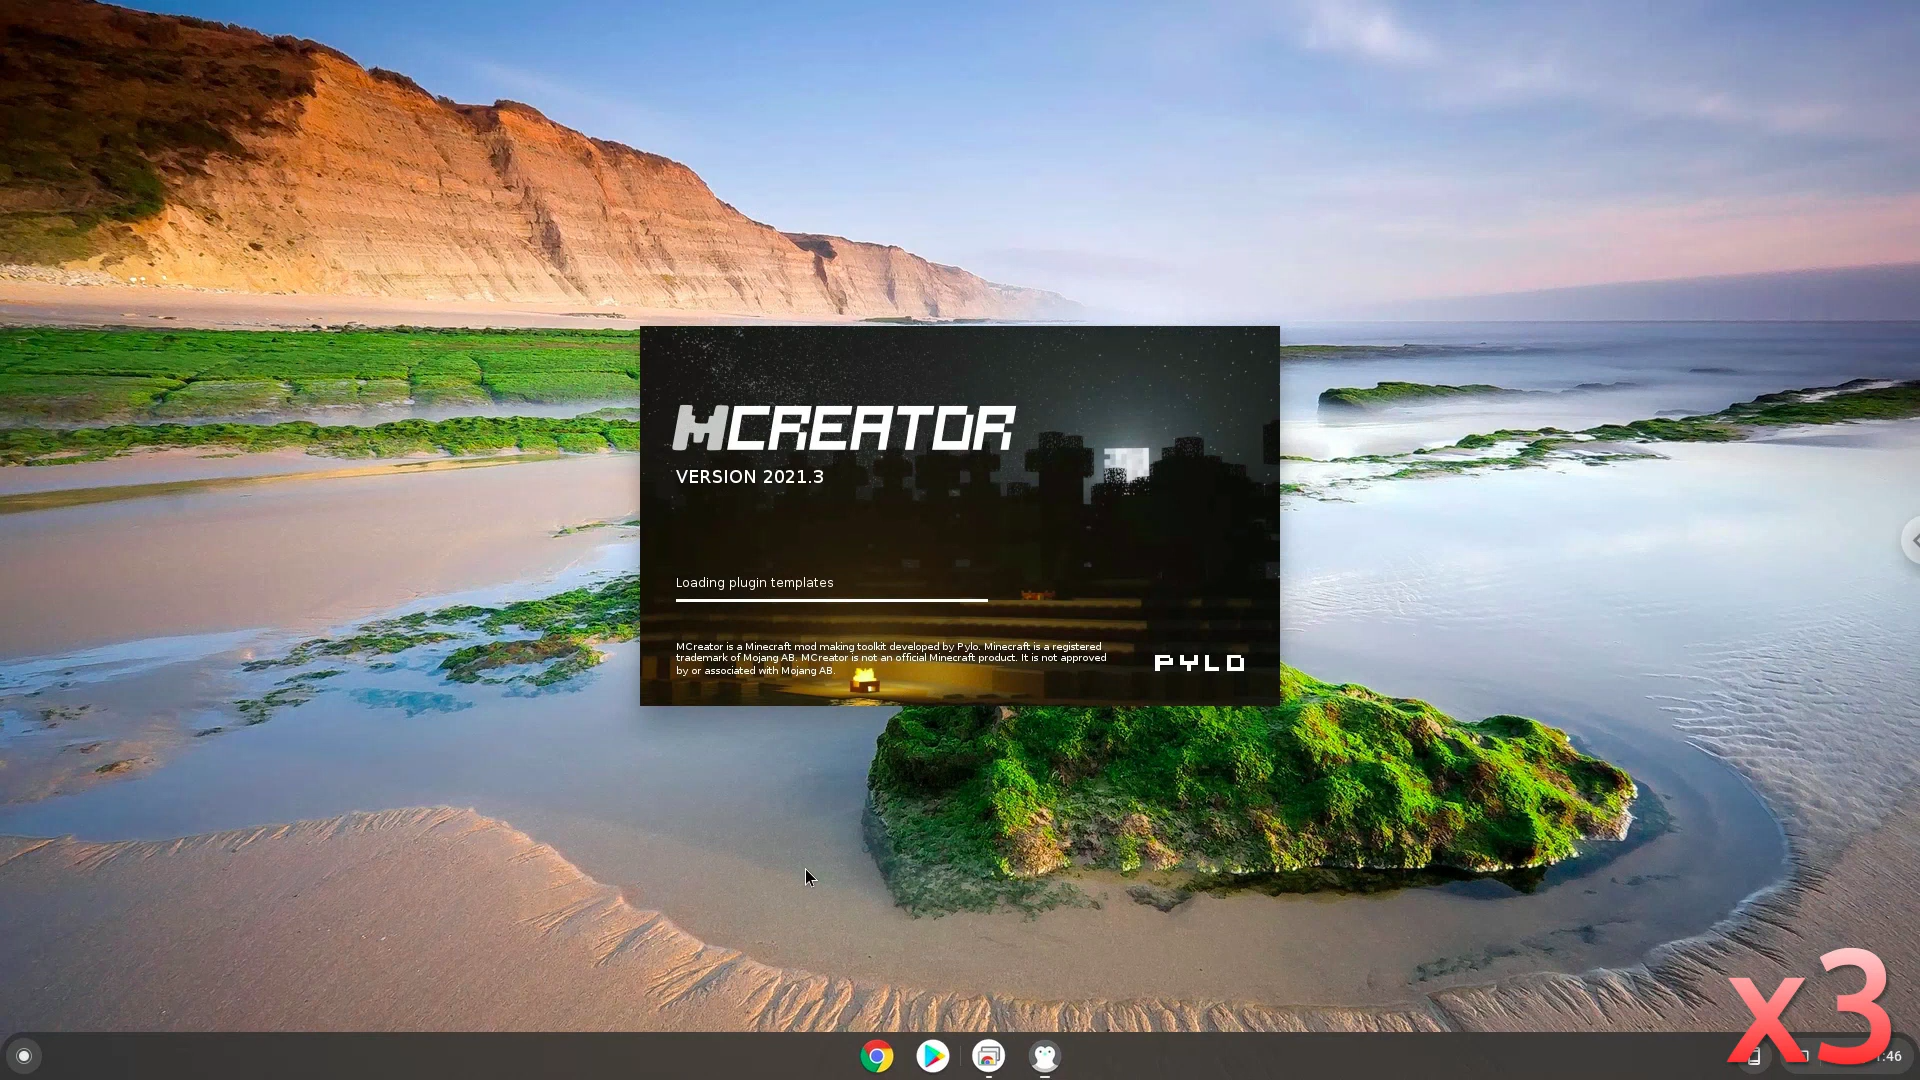 MCREATOR
VERSION 2021.3
Loading plugin templates
MCreator is a Minecraft mod making toolkit developed by Pylo. Minecraft is a registered
trademark of Mojang AB. MCreator is not an official Minecraft product. It is not approved
by or associated with Mojang AB.
PYLO
x3
:46